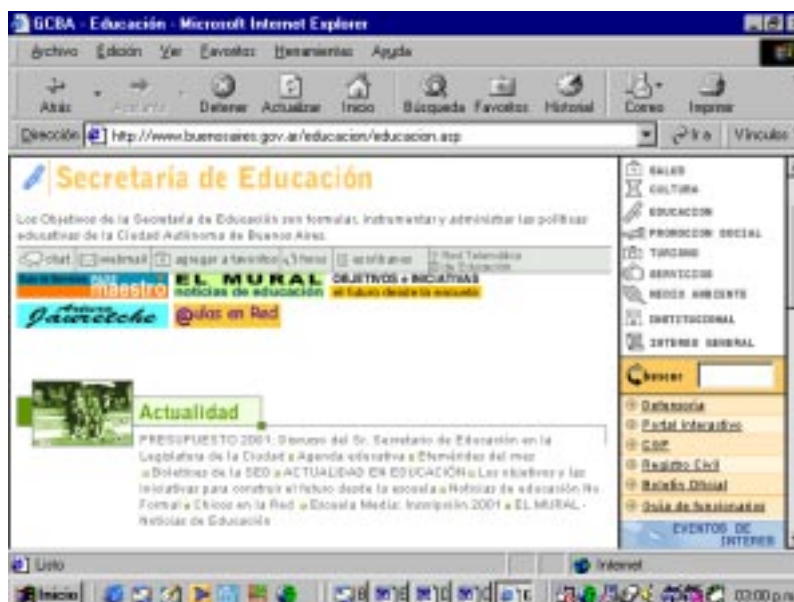 GCBA - Educación - Microsoft Internet Explorer
Archivo Edición Ver Favoritos Herramientas Ayuda
Atrás Adelante Detener Actualizar Inicio Búsqueda Favoritos Historial Correo Imprimir
Dirección http://www.buenosaires.gov.ar/educacion/educacion.asp Ir a Vínculos
Secretaría de Educación
Los Objetivos de la Secretaría de Educación son formular, instrumentar y administrar las políticas
educativas de la Ciudad Autónoma de Buenos Aires.
chat webmail agregar a favoritos foros escríbanos Red Telemática
de Educación
maestro EL MURAL OBJETIVOS e INICIATIVAS
noticias de educación el futuro desde la escuela
Arturo
Jauretche @ulas en Red
Actualidad
PRESUPUESTO 2001: Discurso del Sr. Secretario de Educación en la
Legislatura de la Ciudad Agenda educativa Efemérides del mes
Boletines de la SED ACTUALIDAD EN EDUCACIÓN Los objetivos y las
iniciativas para construir el futuro desde la escuela Noticias de educación No
Formal Chicos en la Red Escuela Media: Inscripción 2001 EL MURAL -
Noticias de Educación
SALUD
CULTURA
EDUCACION
PROMOCION SOCIAL
TURISMO
SERVICIOS
MEDIO AMBIENTE
INSTITUCIONAL
INTERES GENERAL
buscar
Defensoría
Portal Interactivo
CGP
Registro Civil
Boletín Oficial
Guía de funcionarios
EVENTOS DE
INTERES
Listo Internet
Inicio 03:00 p.m.